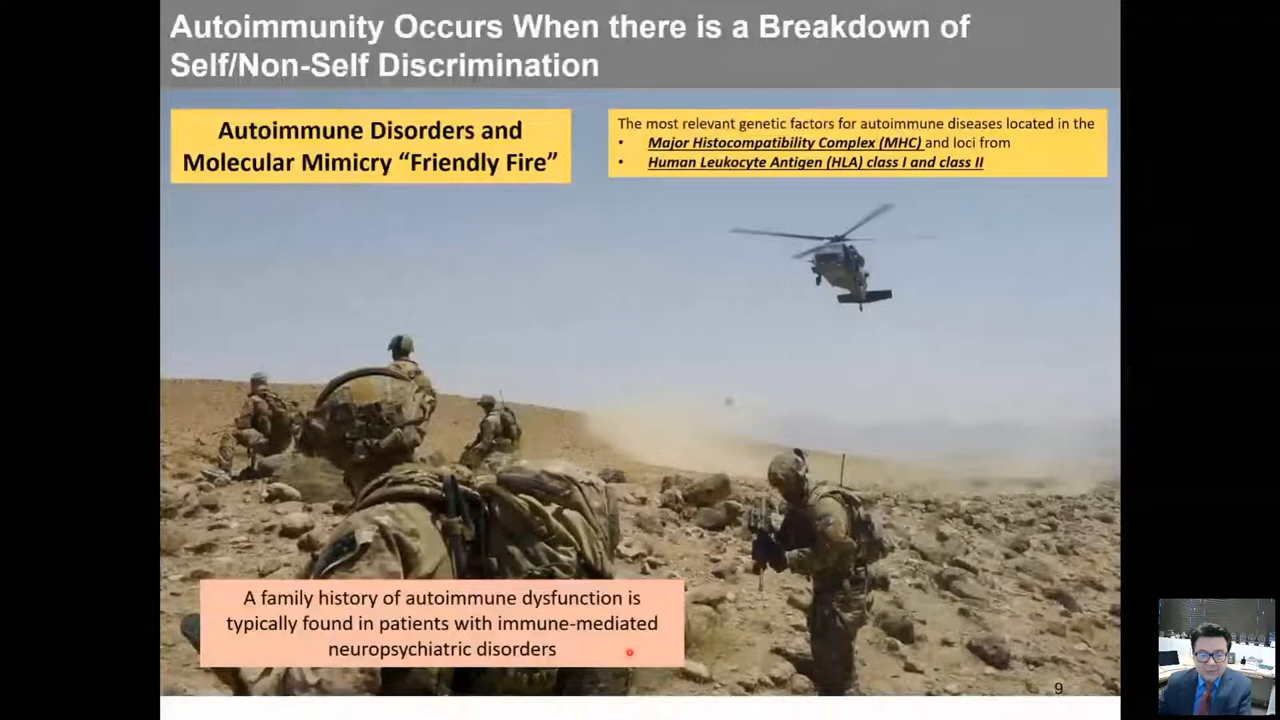 Autoimmunity Occurs When there is a Breakdown of
Self/Non-Self Discrimination
Autoimmune Disorders and
Molecular Mimicry “Friendly Fire”
The most relevant genetic factors for autoimmune diseases located in the
• Major Histocompatibility Complex (MHC) and loci from
• Human Leukocyte Antigen (HLA) class I and class II
A family history of autoimmune dysfunction is
typically found in patients with immune-mediated
neuropsychiatric disorders
9